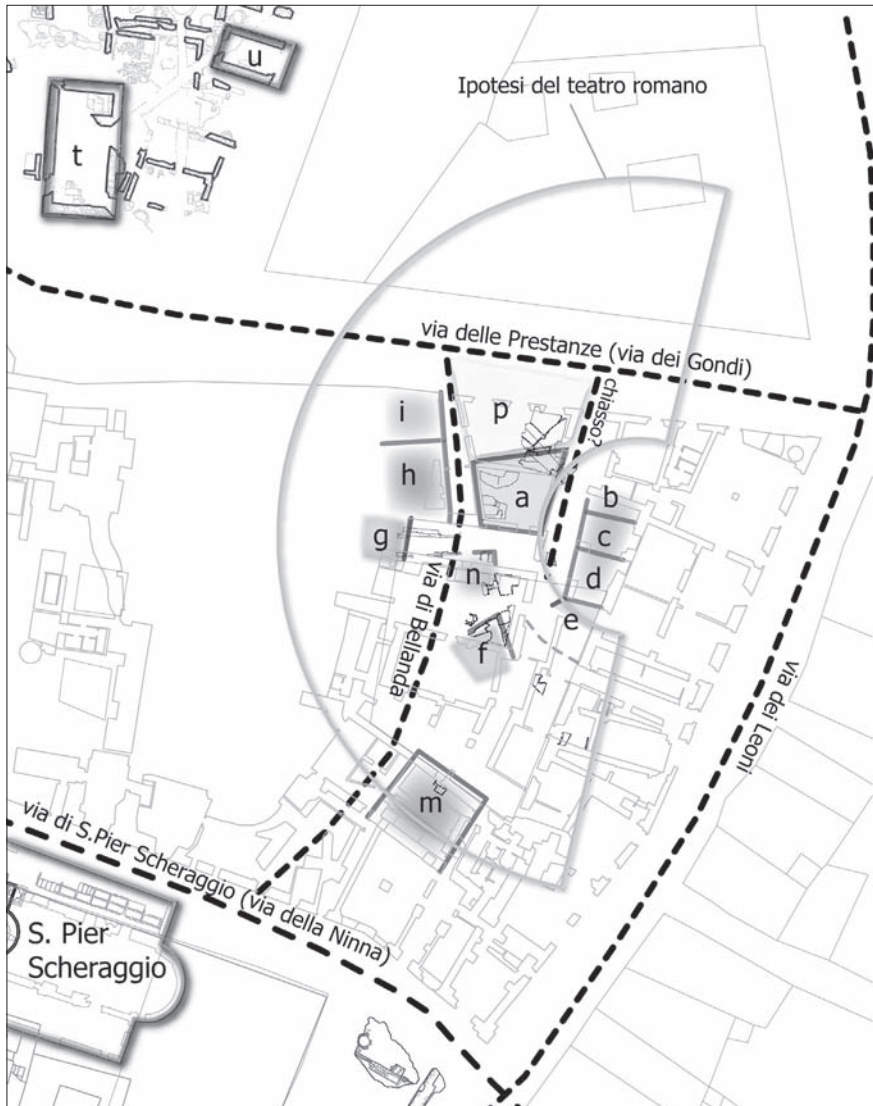 u
Ipotesi del teatro romano
t
via delle Prestanze (via dei Gondi)
i
p
chiasso?
h
a
b
c
g
d
n
via di Bellanda
e
f
via dei Leoni
m
via di S.Pier Scheraggio (via della Ninna)
S. Pier
Scheraggio